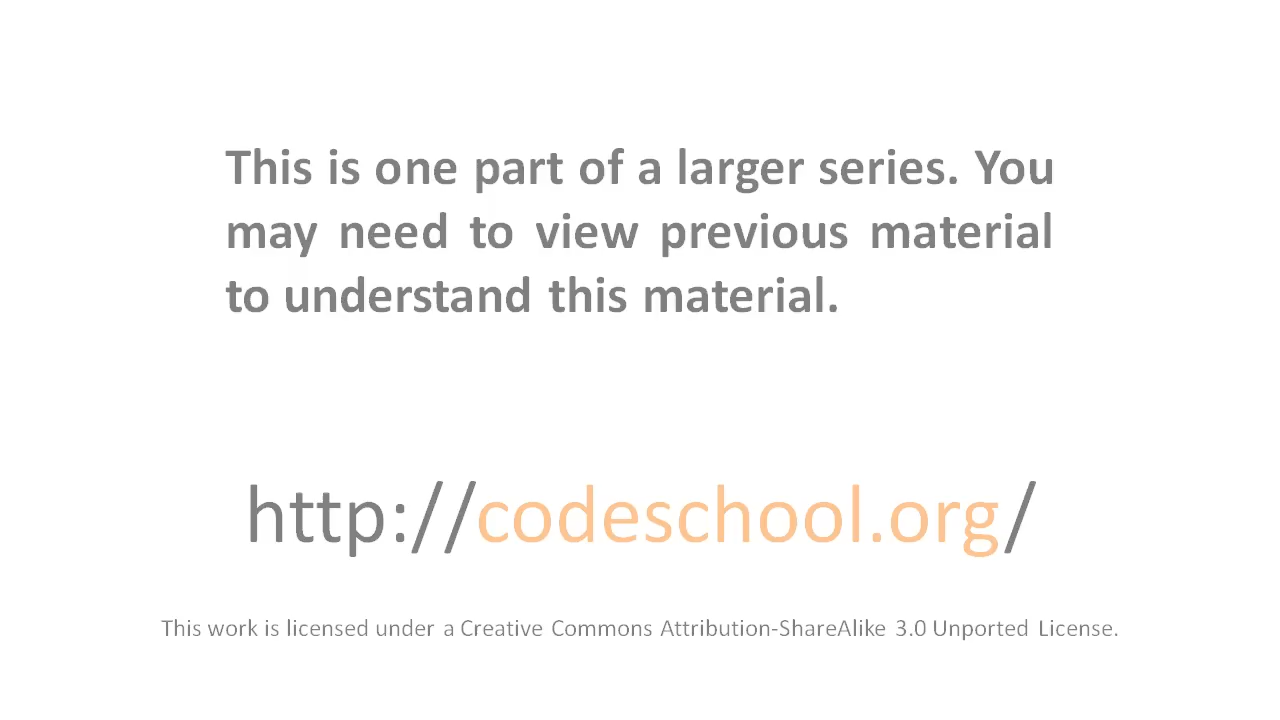 This is one part of a larger series. You
may need to view previous material
to understand this material.
http://codeschool.org/
This work is licensed under a Creative Commons Attribution-ShareAlike 3.0 Unported License.